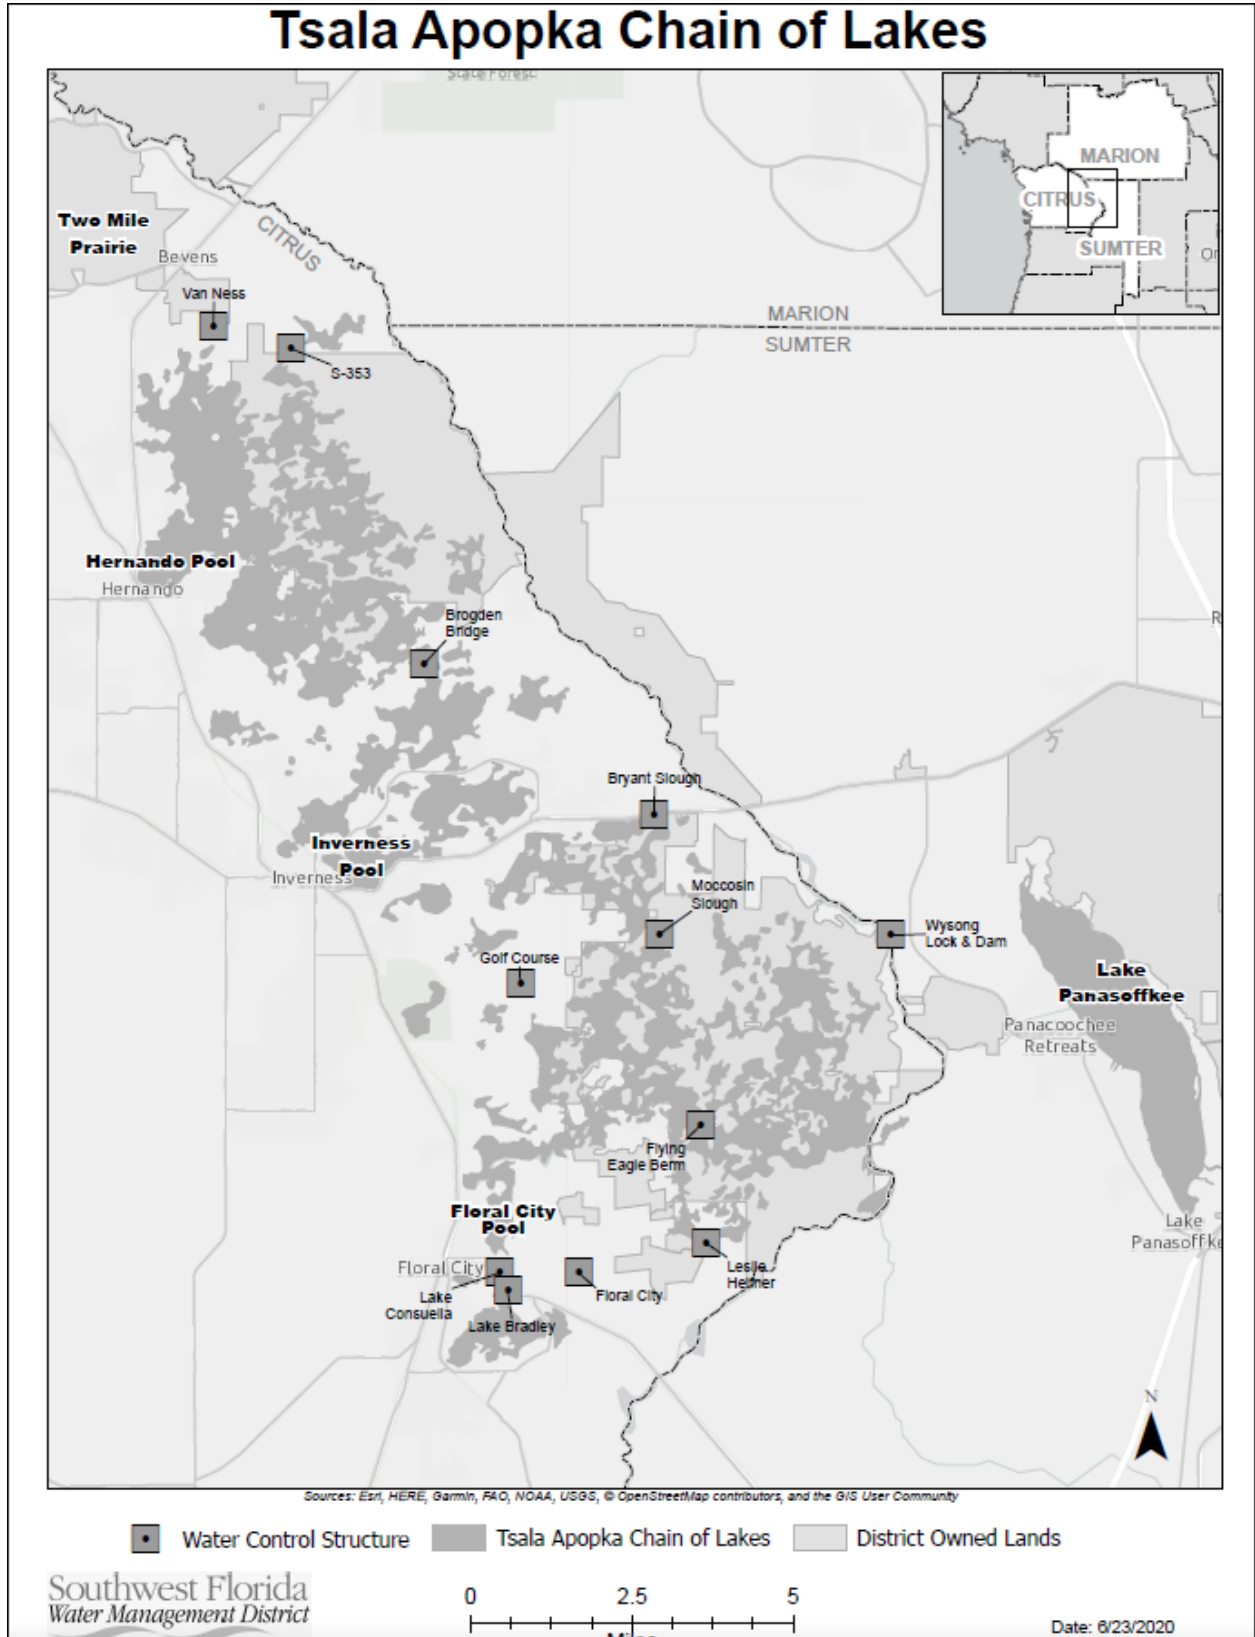 Tsala Apopka Chain of Lakes
State Forest
MARION
CITRUS
SUMTER
Two Mile
Prairie
CITRUS
Bevens
Van Ness
MARION
SUMTER
S-353
Hernando Pool
Hernando
Brogden
Bridge
Bryant Slough
Inverness
Pool
Inverness
Moccosin
Slough
Wysong
Lock & Dam
Golf Course
Lake
Panasoffkee
Panacoochee
Retreats
Flying
Eagle Berm
Floral City
Pool
Lake
Panasoffke
Floral City
Leslie
Heifner
Lake
Consuella
Floral City
Lake Bradley
N
Sources: Esri, HERE, Garmin, FAO, NOAA, USGS, © OpenStreetMap contributors, and the GIS User Community
Water Control Structure
Tsala Apopka Chain of Lakes
District Owned Lands
Southwest Florida
Water Management District
0 2.5 5
Miles
Date: 6/23/2020